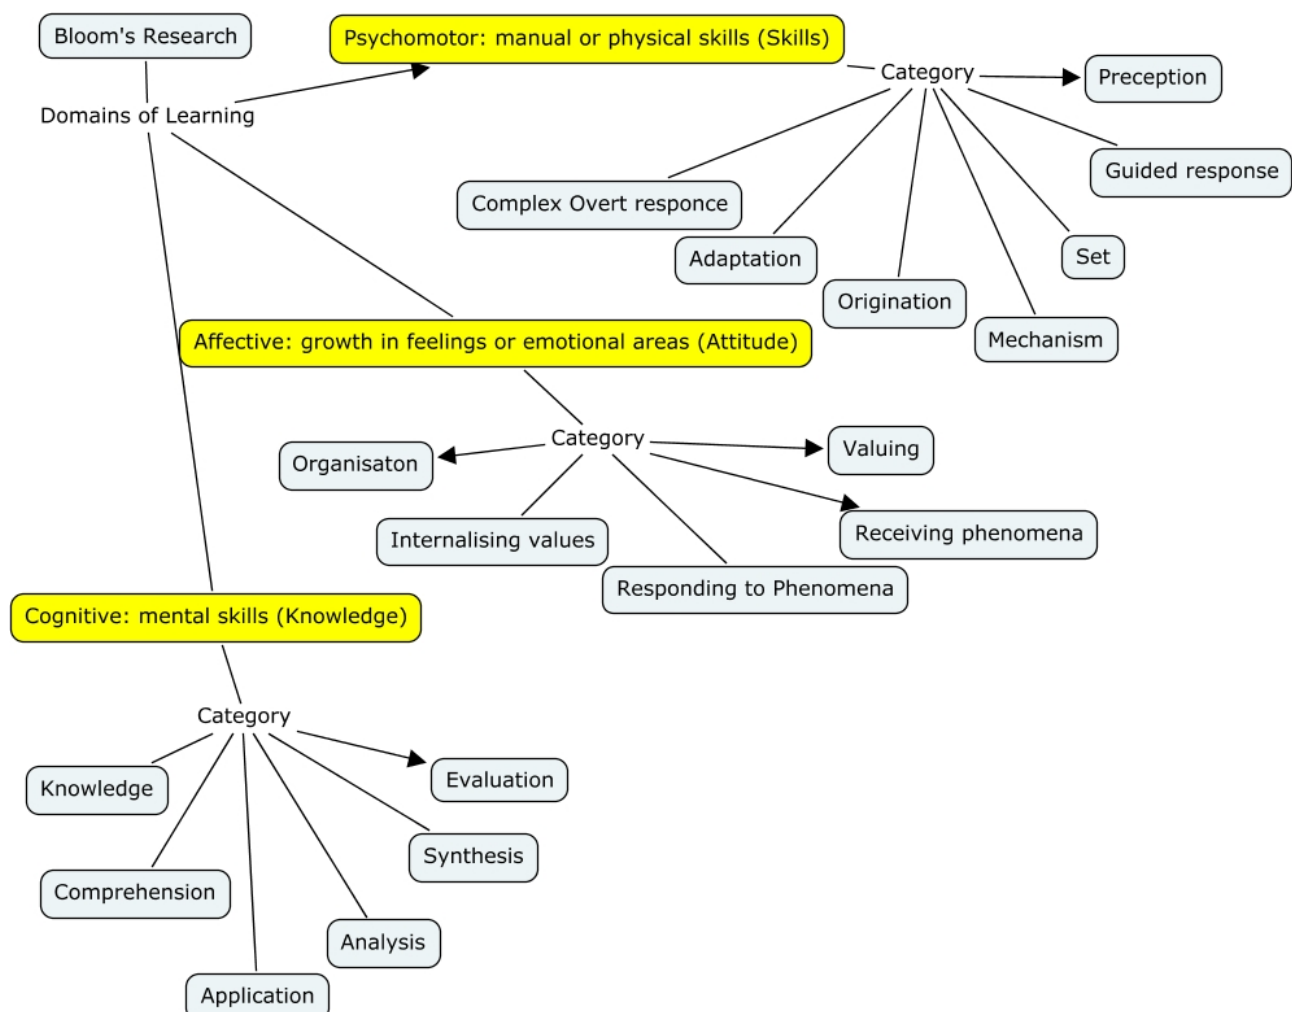 Bloom's Research
Domains of Learning
Psychomotor: manual or physical skills (Skills)
Category
Preception
Guided response
Set
Mechanism
Origination
Adaptation
Complex Overt responce
Affective: growth in feelings or emotional areas (Attitude)
Category
Organisaton
Internalising values
Responding to Phenomena
Receiving phenomena
Valuing
Cognitive: mental skills (Knowledge)
Category
Knowledge
Comprehension
Application
Analysis
Synthesis
Evaluation